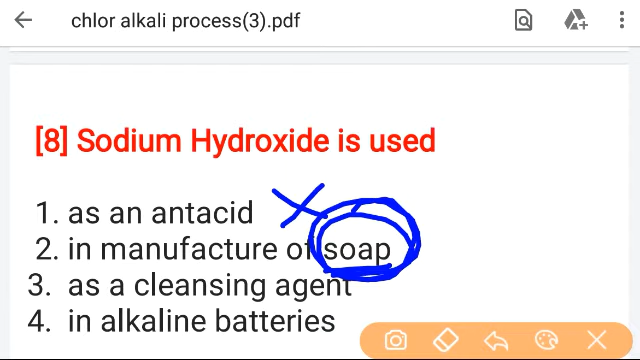 chlor alkali process(3).pdf
[8] Sodium Hydroxide is used
1. as an antacid
2. in manufacture of soap
3. as a cleansing agent
4. in alkaline batteries